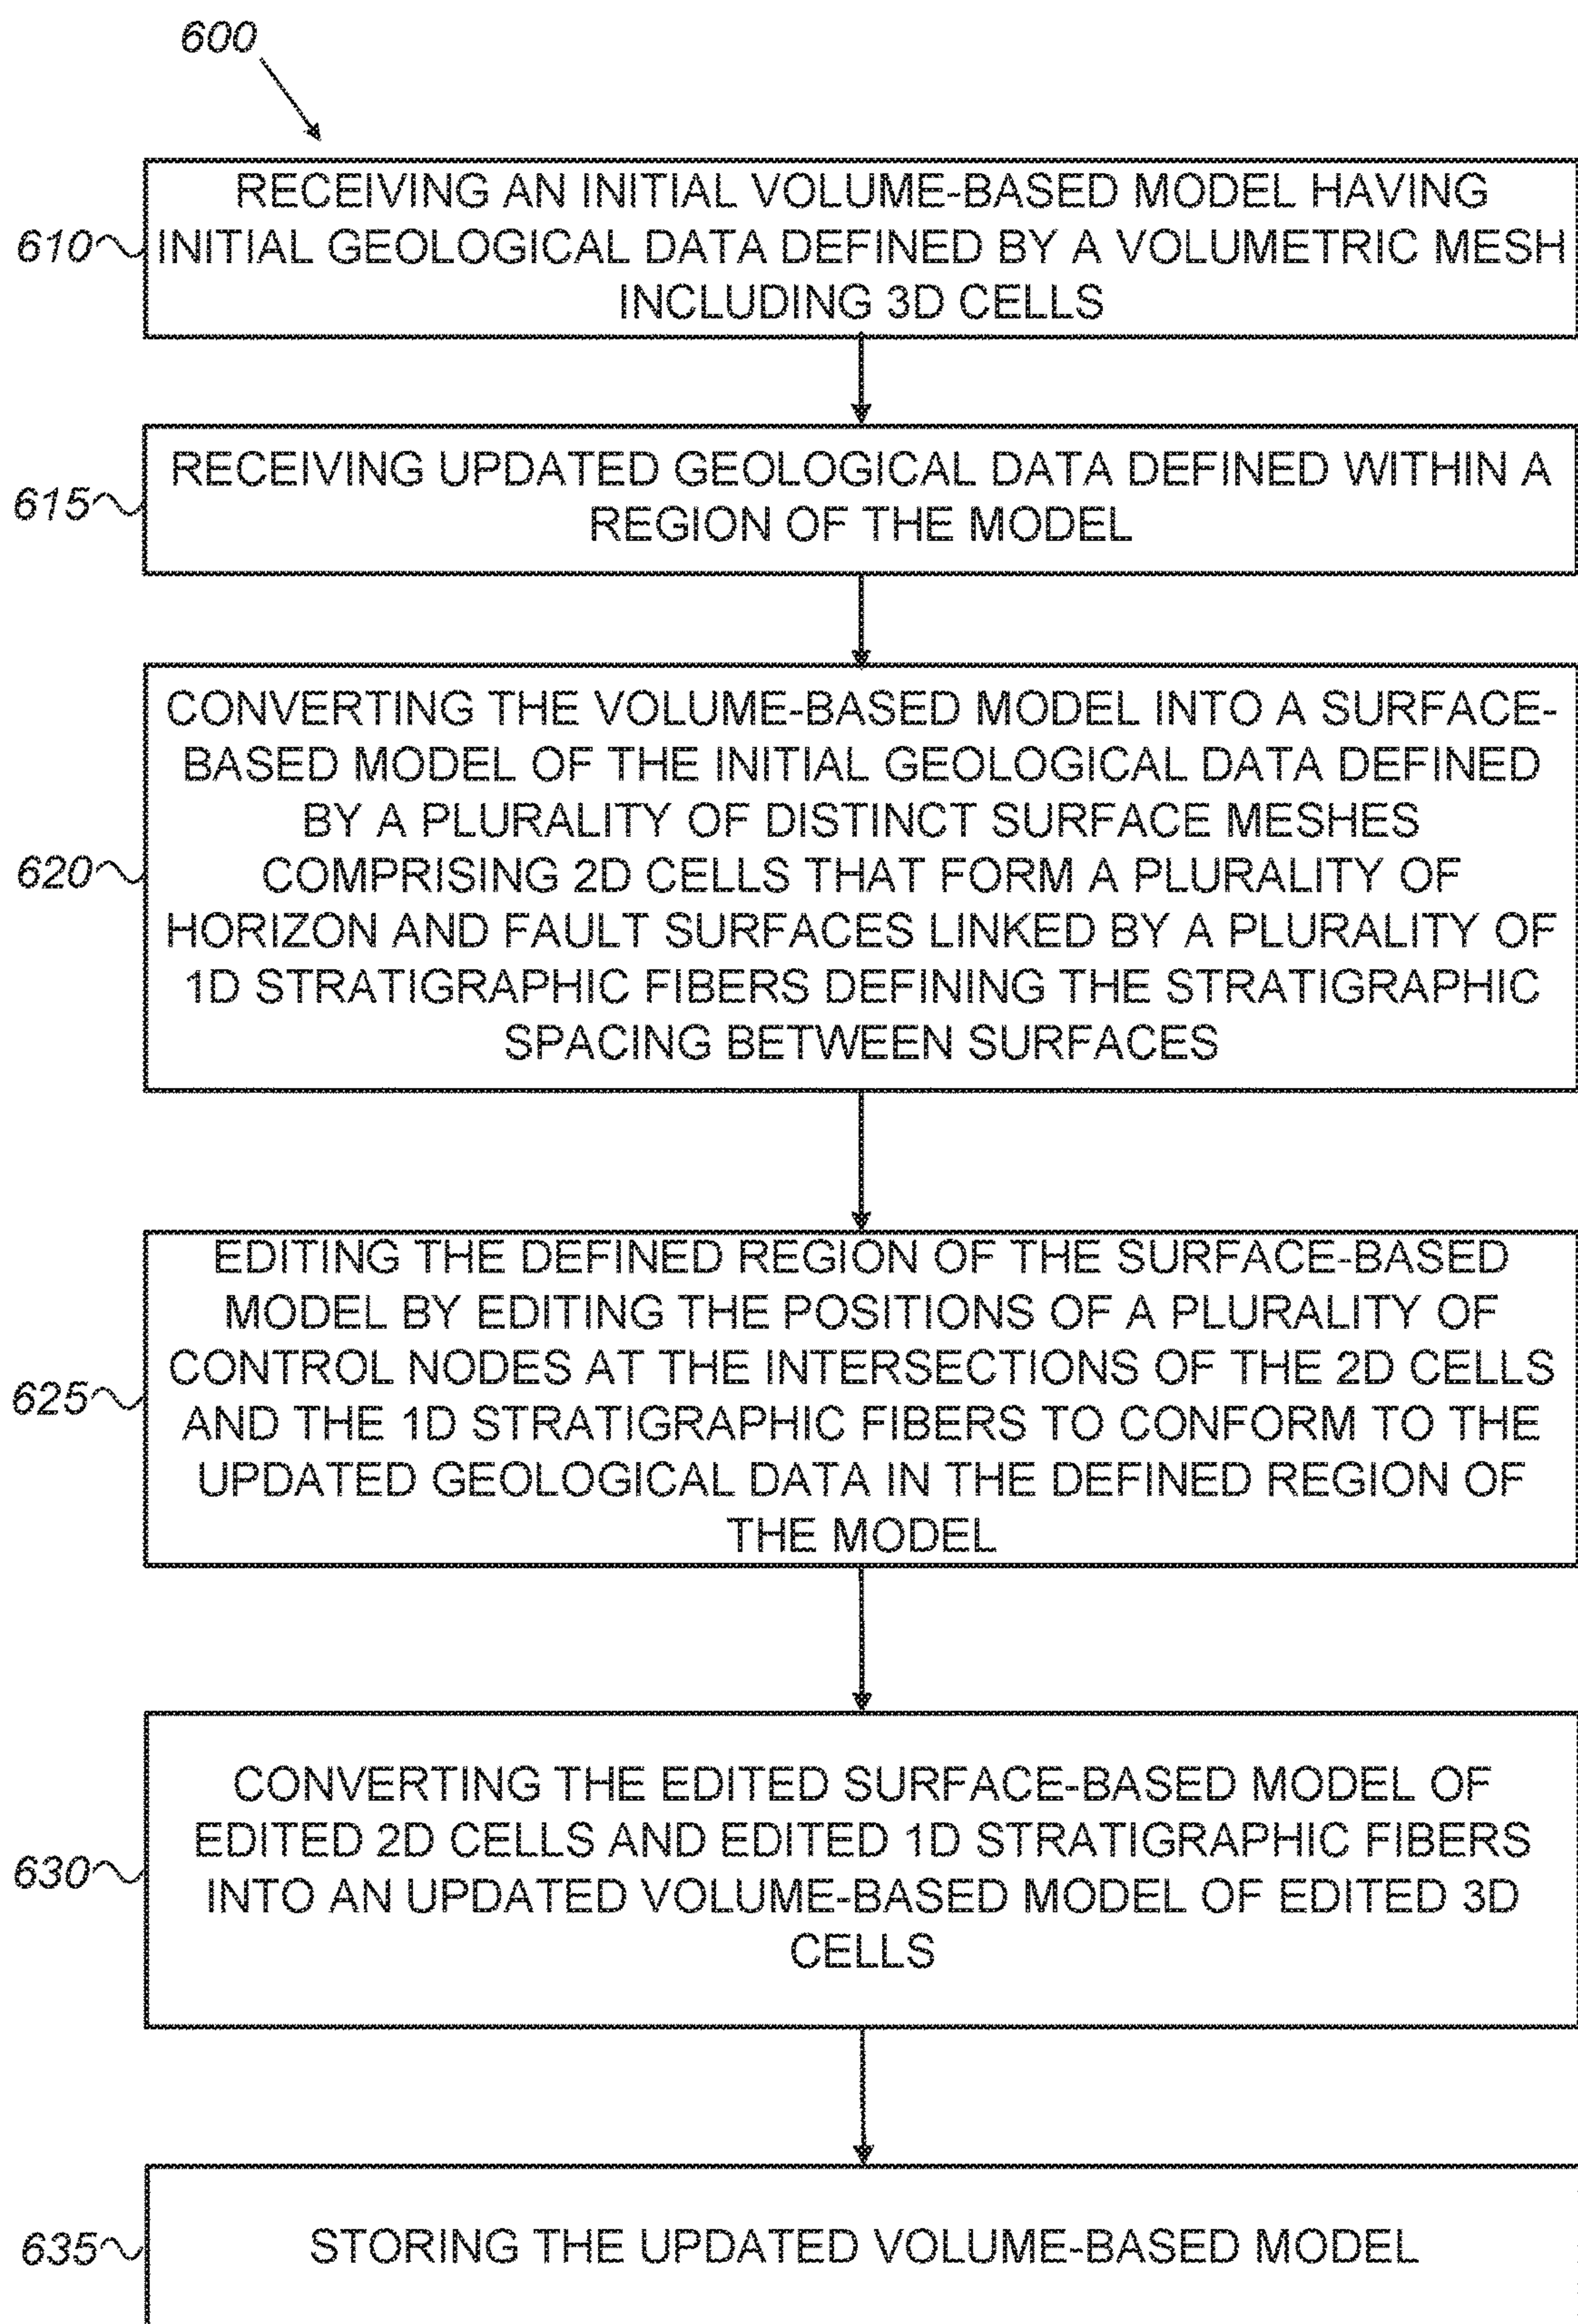 600
RECEIVING AN INITIAL VOLUME-BASED MODEL HAVING
610 INITIAL GEOLOGICAL DATA DEFINED BY A VOLUMETRIC MESH
INCLUDING 3D CELLS
RECEIVING UPDATED GEOLOGICAL DATA DEFINED WITHIN A
615 REGION OF THE MODEL
CONVERTING THE VOLUME-BASED MODEL INTO A SURFACE-
BASED MODEL OF THE INITIAL GEOLOGICAL DATA DEFINED
BY A PLURALITY OF DISTINCT SURFACE MESHES
620 COMPRISING 2D CELLS THAT FORM A PLURALITY OF
HORIZON AND FAULT SURFACES LINKED BY A PLURALITY OF
1D STRATIGRAPHIC FIBERS DEFINING THE STRATIGRAPHIC
SPACING BETWEEN SURFACES
EDITING THE DEFINED REGION OF THE SURFACE-BASED
MODEL BY EDITING THE POSITIONS OF A PLURALITY OF
CONTROL NODES AT THE INTERSECTIONS OF THE 2D CELLS
625 AND THE 1D STRATIGRAPHIC FIBERS TO CONFORM TO THE
UPDATED GEOLOGICAL DATA IN THE DEFINED REGION OF
THE MODEL
CONVERTING THE EDITED SURFACE-BASED MODEL OF
EDITED 2D CELLS AND EDITED 1D STRATIGRAPHIC FIBERS
630 INTO AN UPDATED VOLUME-BASED MODEL OF EDITED 3D
CELLS
635 STORING THE UPDATED VOLUME-BASED MODEL